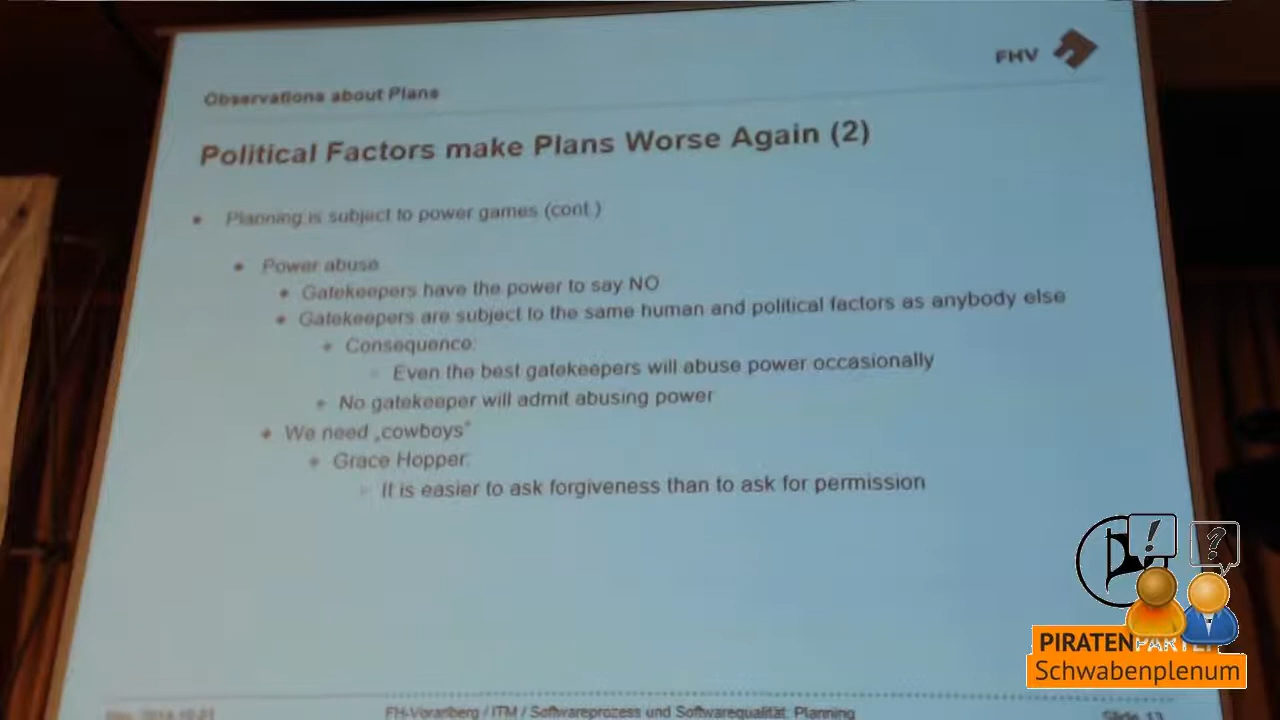 FHV
Observations about Plans
Political Factors make Plans Worse Again (2)
Planning is subject to power games (cont.)
Power abuse
Gatekeepers have the power to say NO
Gatekeepers are subject to the same human and political factors as anybody else
Consequence:
Even the best gatekeepers will abuse power occasionally
No gatekeeper will admit abusing power
We need „cowboys“
Grace Hopper:
It is easier to ask forgiveness than to ask for permission
! ?
PIRATENPARTEI
Schwabenplenum
FH-Vorarlberg / ITM / Softwareprozess und Softwarequalität: Planning
Slide